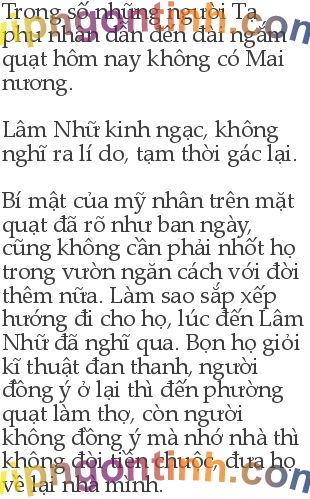 Trong số những người Tạ
phu nhân dẫn đến đài ngắm
quạt hôm nay không có Mai
nương.
Lâm Nhữ kinh ngạc, không
nghĩ ra lí do, tạm thời gác lại.
Bí mật của mỹ nhân trên mặt
quạt đã rõ như ban ngày,
cũng không cần phải nhốt họ
trong vườn ngăn cách với đời
thêm nữa. Làm sao sắp xếp
hướng đi cho họ, lúc đến Lâm
Nhữ đã nghĩ qua. Bọn họ giỏi
kĩ thuật đan thanh, người
đồng ý ở lại thì đến phường
quạt làm thợ, còn người
không đồng ý mà nhớ nhà thì
không đòi tiền chuộc, đưa họ
về lại nhà mình.
vipngontinh.com
vipngontinh.com